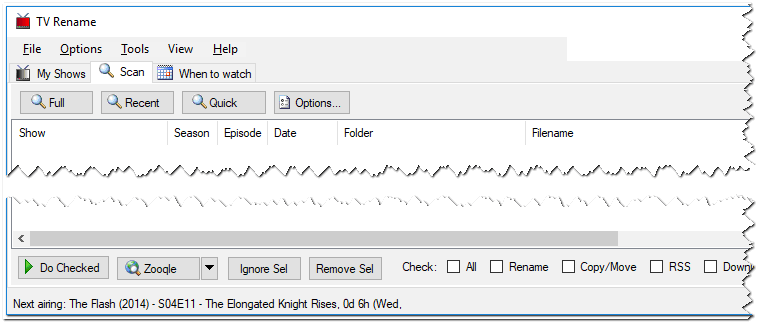 TV Rename
File Options Tools View Help
My Shows Scan When to watch
Full Recent Quick Options...
Show Season Episode Date Folder Filename
Do Checked Zooqle Ignore Sel Remove Sel Check: All Rename Copy/Move RSS
Next airing: The Flash (2014) - S04E11 - The Elongated Knight Rises, 0d 6h (Wed,